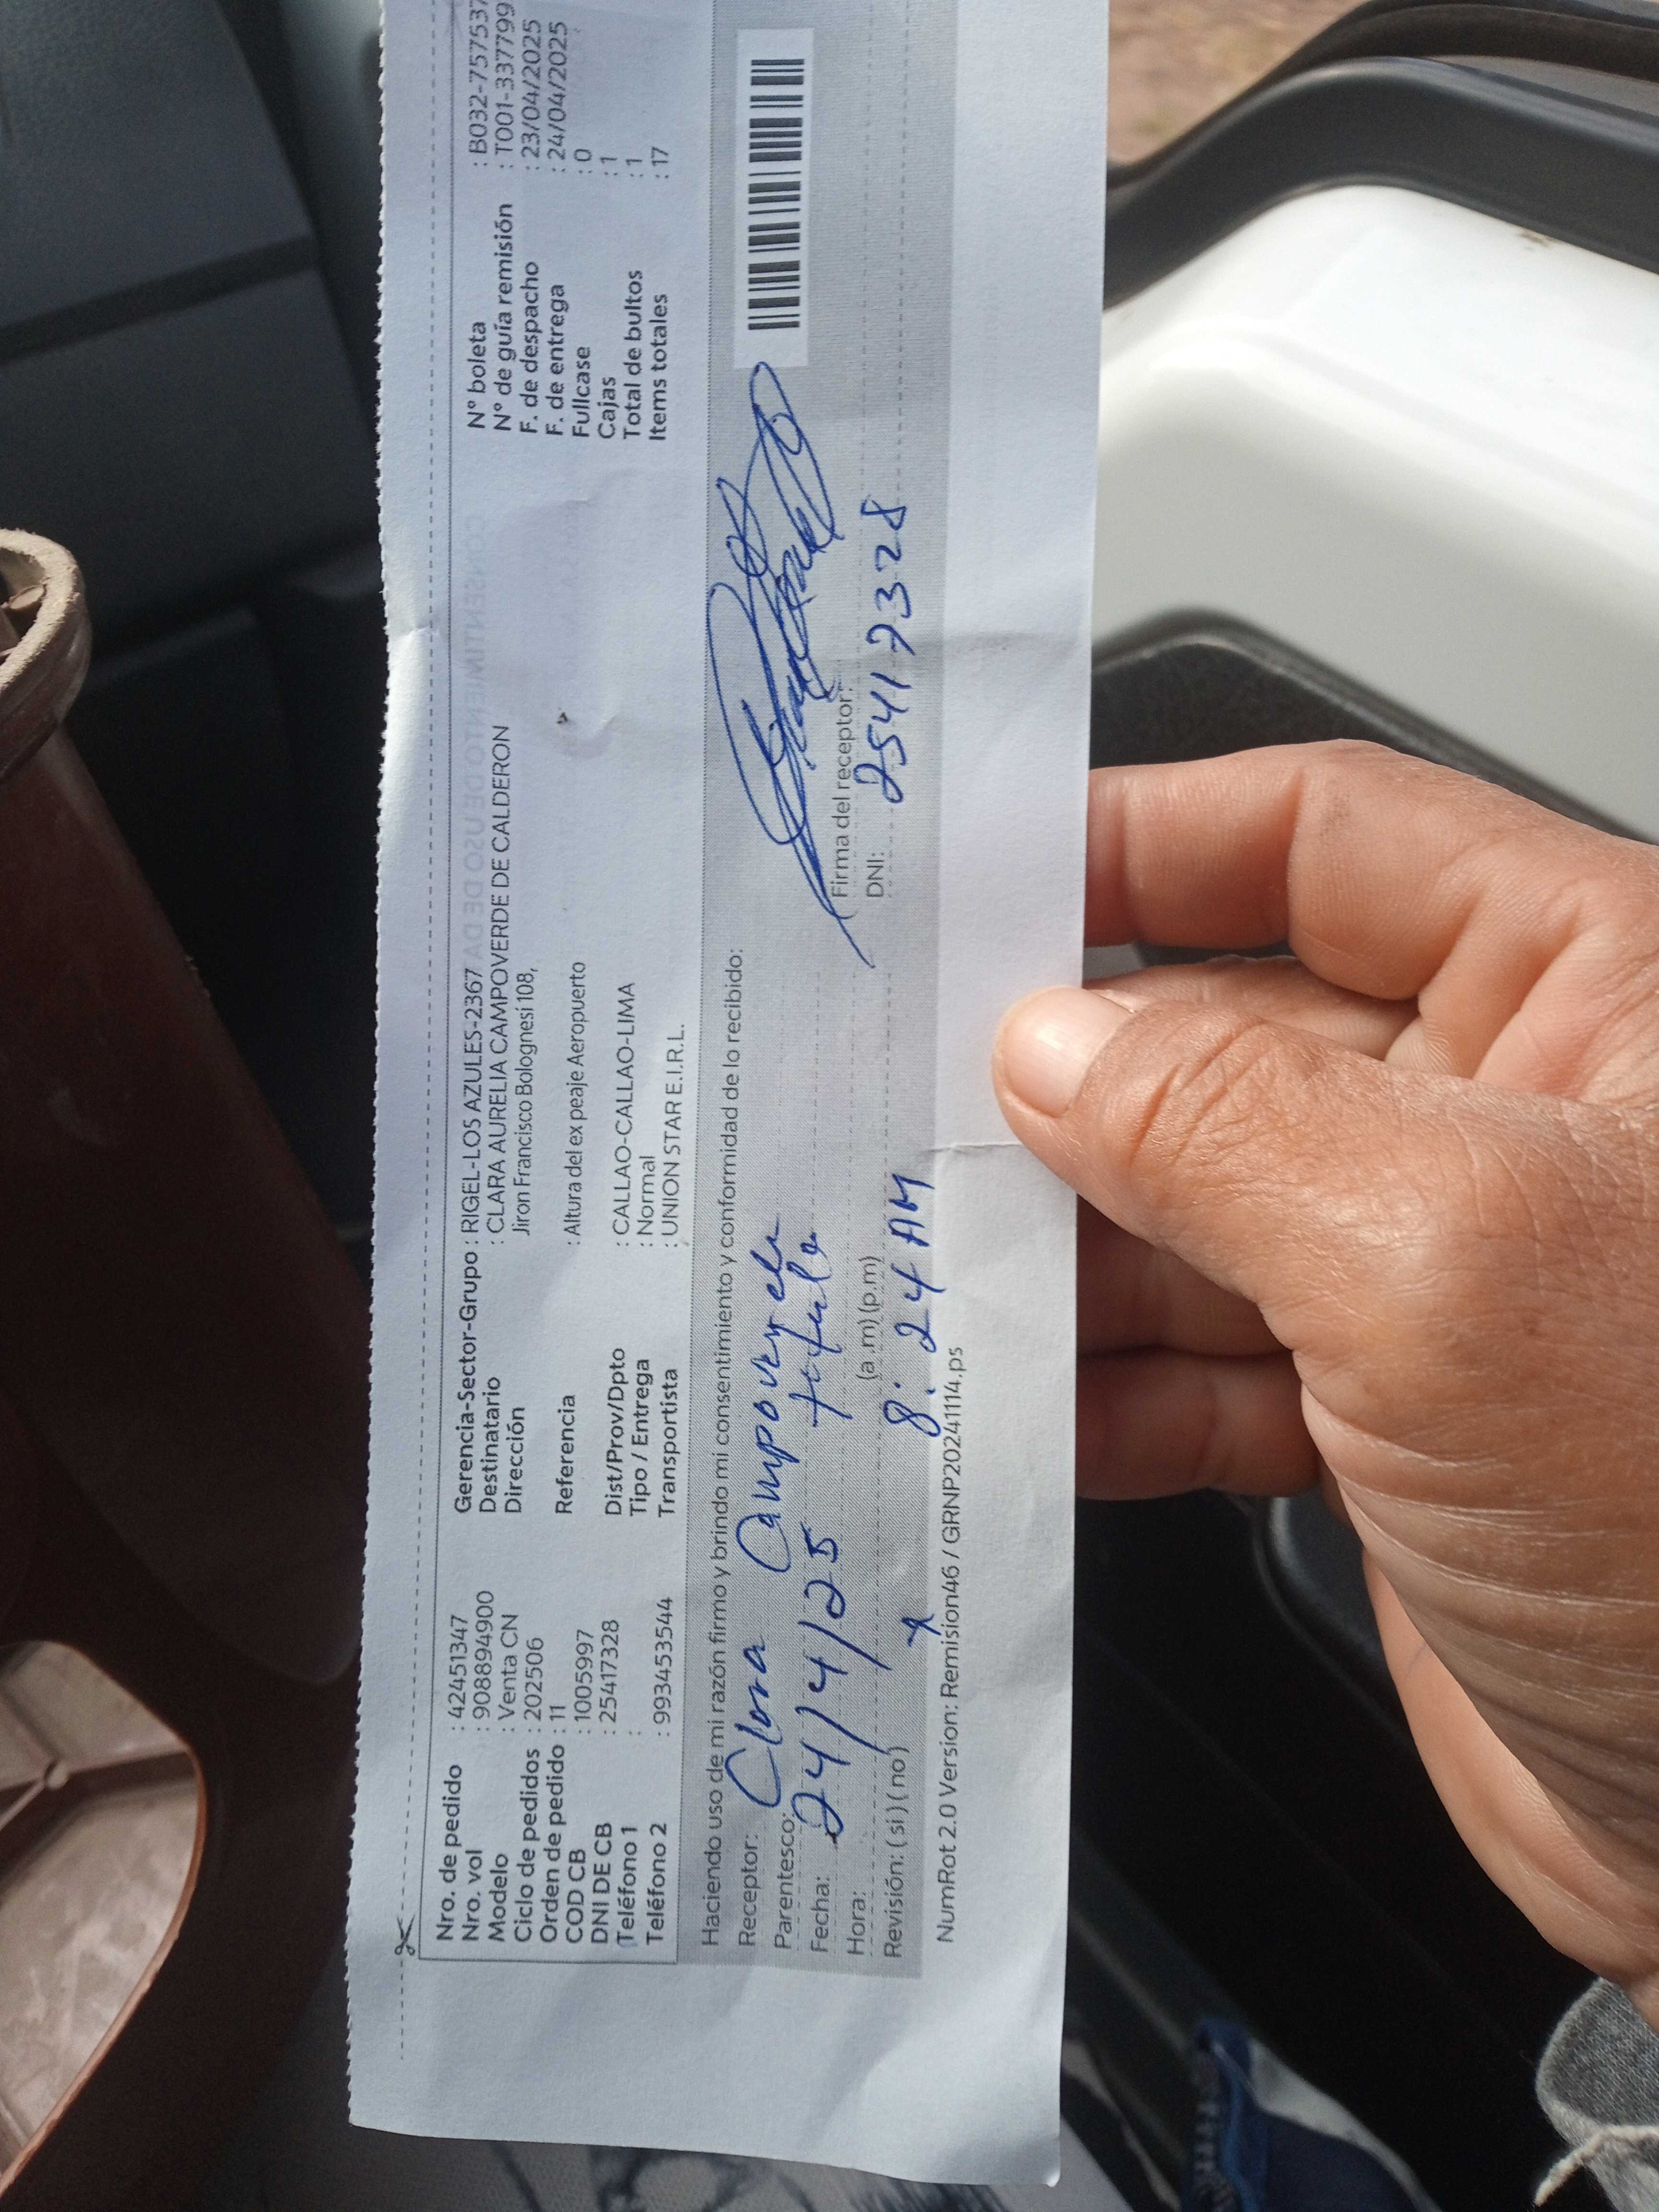 Nro. de pedido : 42451347
Nro. vol : 908894900
Modelo : Venta CN
Ciclo de pedidos : 202506
Orden de pedido : 11
COD CB : 1005997
DNI DE CB : 25417328
Teléfono 1 :
Teléfono 2 : 993453544
Gerencia-Sector-Grupo : RIGEL-LOS AZULES-2367
Destinatario : CLARA AURELIA CAMPOVERDE DE CALDERON
Dirección Jiron Francisco Bolognesi 108,
Referencia : Altura del ex peaje Aeropuerto
Dist/Prov/Dpto : CALLAO-CALLAO-LIMA
Tipo / Entrega : Normal
Transportista : UNION STAR E.I.R.L.
N° boleta : B032-757537
N° de guía remisión : T001-337799
F. de despacho : 23/04/2025
F. de entrega : 24/04/2025
Fullcase : 0
Cajas : 1
Total de bultos : 1
Items totales : 17
Haciendo uso de mi razón firmo y brindo mi consentimiento y conformidad de lo recibido:
Receptor: Clara Campoverde
Parentesco: titular
Fecha: 24/4/25
Hora: (a.m) (p.m) 8:24 AM
Revisión: ( si ) ( no )
Firma del receptor:
DNI: 25417328
NumRot 2.0 Version: Remision46 / GRNP20241114.ps